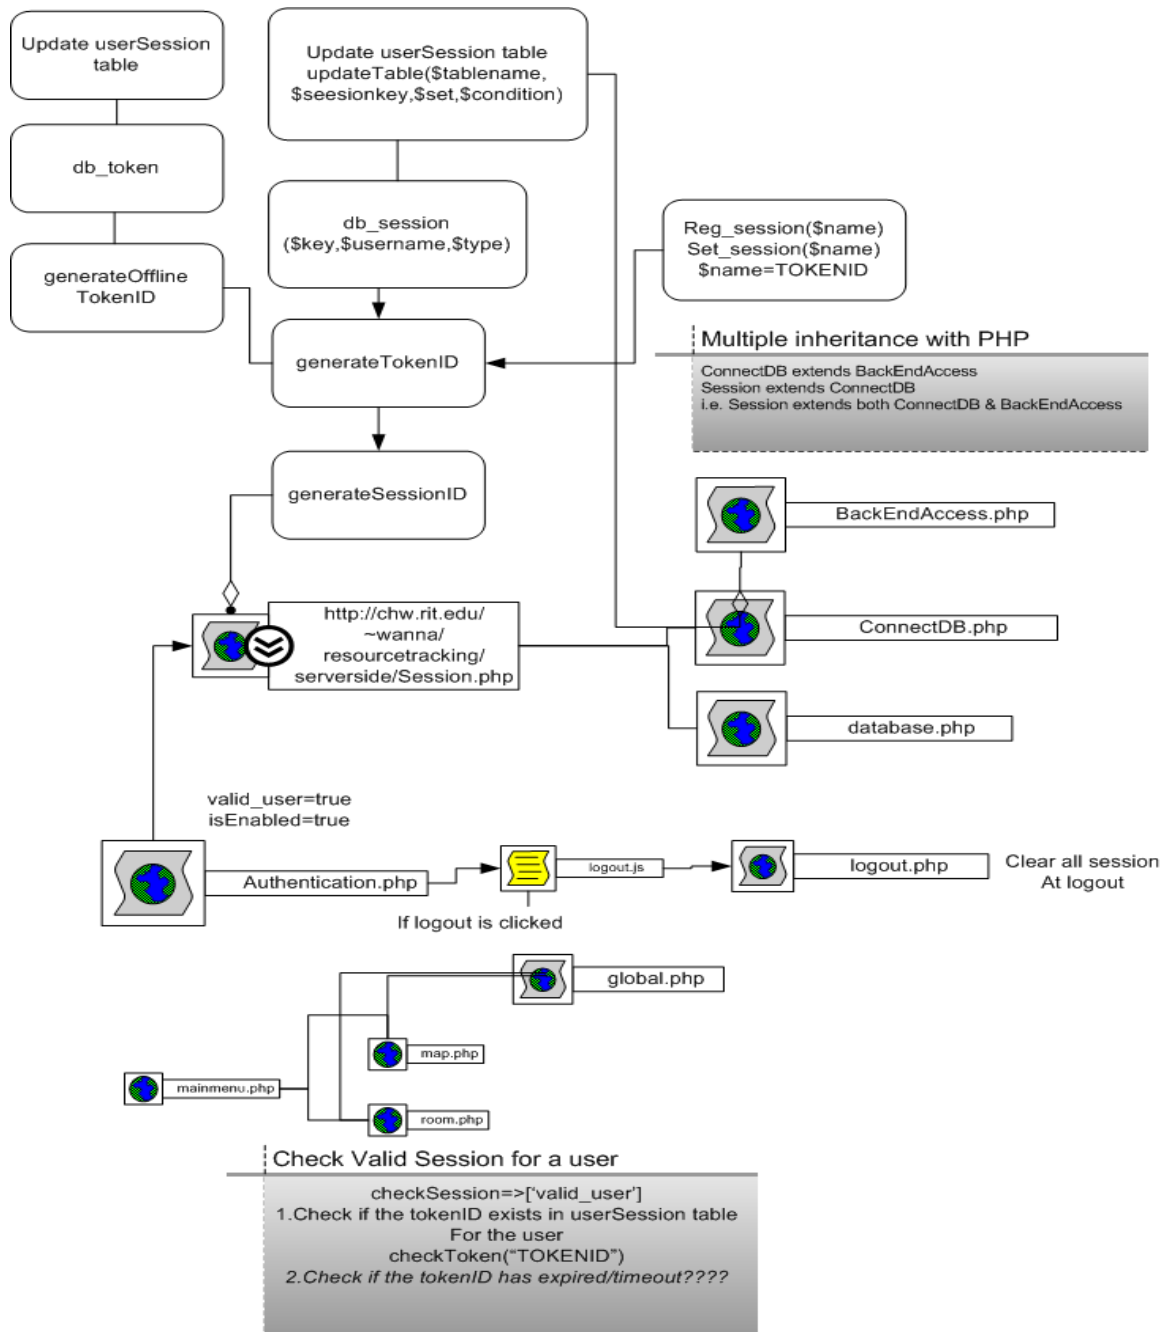 Update userSession
table
Update userSession table
updateTable($tablename,
$seesionkey,$set,$condition)
db_token
db_session
($key,$username,$type)
Reg_session($name)
Set_session($name)
$name=TOKENID
generateOffline
TokenID
generateTokenID
Multiple inheritance with PHP
ConnectDB extends BackEndAccess
Session extends ConnectDB
i.e. Session extends both ConnectDB & BackEndAccess
generateSessionID
BackEndAccess.php
http://chw.rit.edu/
~wanna/
resourcetracking/
serverside/Session.php
ConnectDB.php
database.php
valid_user=true
isEnabled=true
Authentication.php
logout.js
logout.php
Clear all session
At logout
If logout is clicked
global.php
map.php
mainmenu.php
room.php
Check Valid Session for a user
checkSession=>['valid_user']
1.Check if the tokenID exists in userSession table
For the user
checkToken(“TOKENID”)
2.Check if the tokenID has expired/timeout????